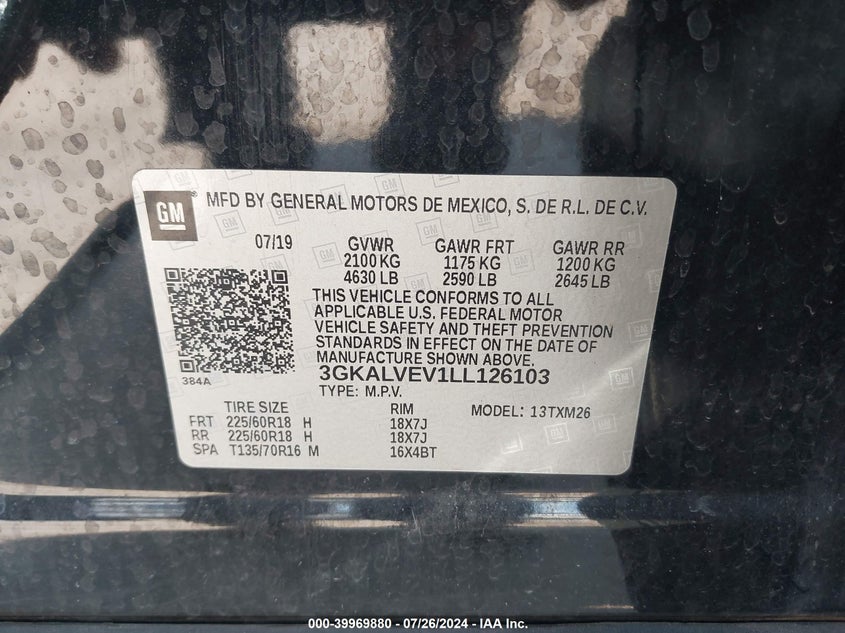 GM
MFD BY GENERAL MOTORS DE MEXICO, S. DE R.L. DE C.V.
07/19 GVWR GAWR FRT GAWR RR
2100 KG 1175 KG 1200 KG
4630 LB 2590 LB 2645 LB
THIS VEHICLE CONFORMS TO ALL
APPLICABLE U.S. FEDERAL MOTOR
VEHICLE SAFETY AND THEFT PREVENTION
STANDARDS IN EFFECT ON THE DATE OF
MANUFACTURE SHOWN ABOVE.
384A
3GKALVEV1LL126103
TYPE: M.P.V.
TIRE SIZE RIM MODEL: 13TXM26
FRT 225/60R18 H 18X7J
RR 225/60R18 H 18X7J
SPA T135/70R16 M 16X4BT
000-39969880 - 07/26/2024 - IAA Inc.